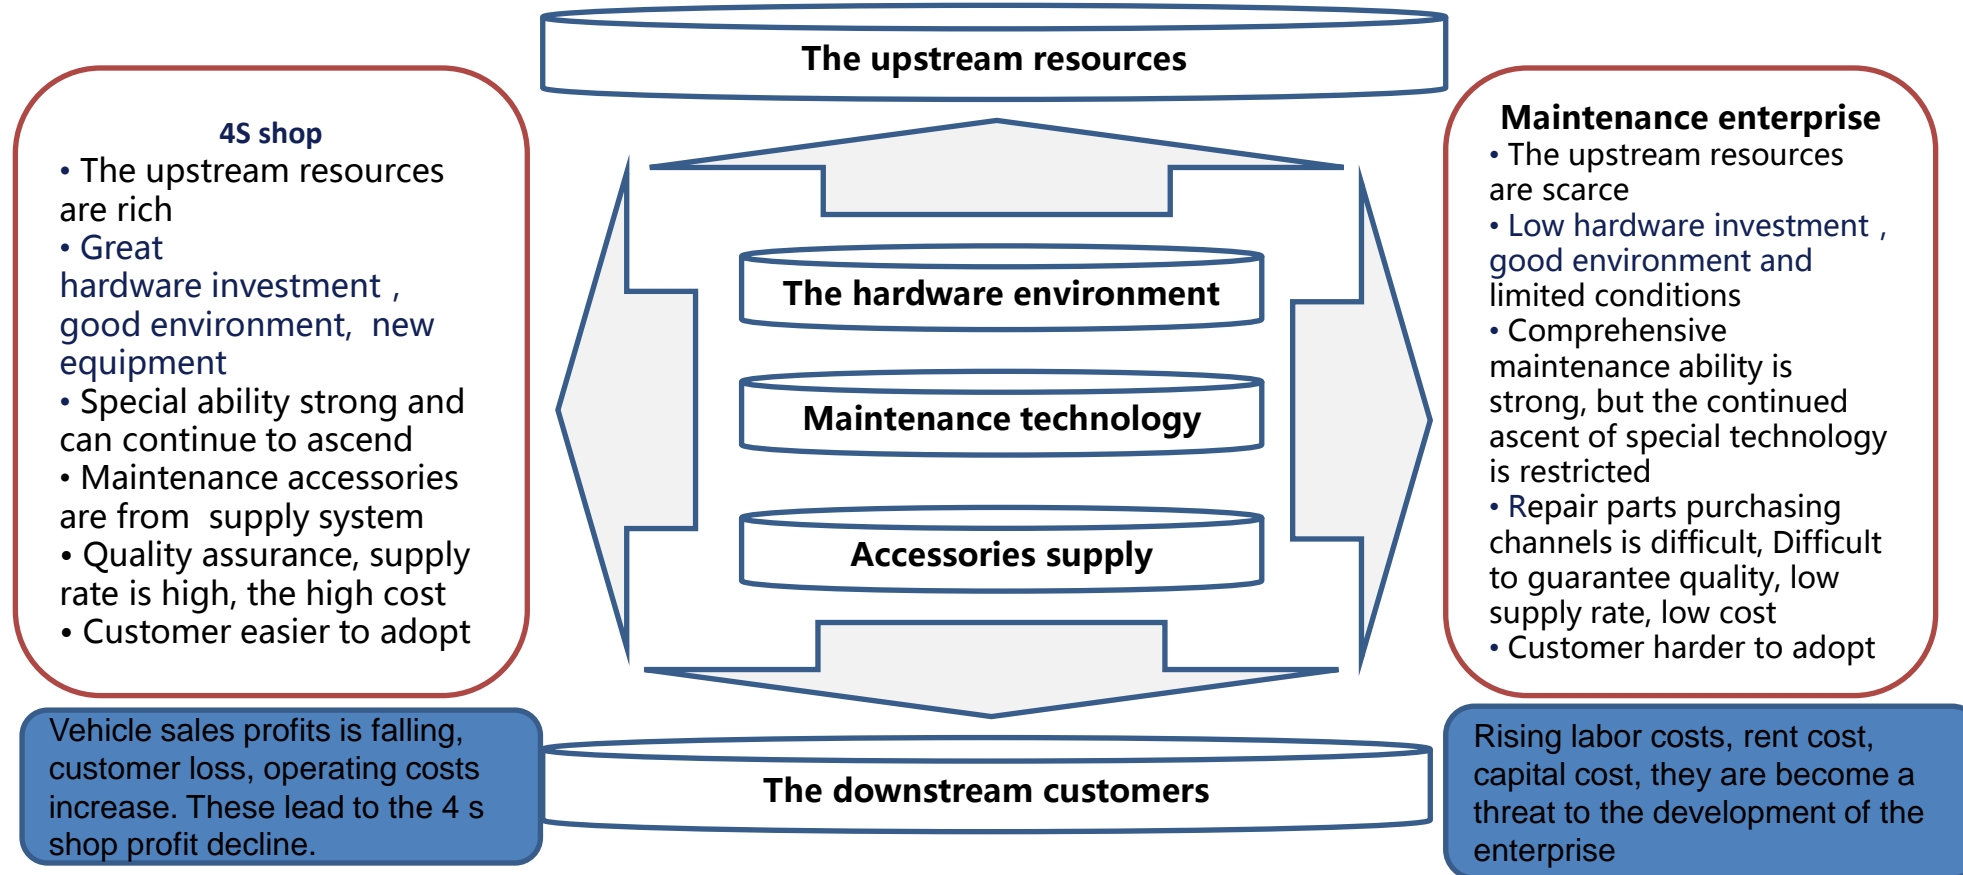 The upstream resources
4S shop
• The upstream resources
are rich
• Great
hardware investment ,
good environment, new
equipment
• Special ability strong and
can continue to ascend
• Maintenance accessories
are from supply system
• Quality assurance, supply
rate is high, the high cost
• Customer easier to adopt
The hardware environment
Maintenance technology
Accessories supply
Maintenance enterprise
• The upstream resources
are scarce
• Low hardware investment ,
good environment and
limited conditions
• Comprehensive
maintenance ability is
strong, but the continued
ascent of special technology
is restricted
• Repair parts purchasing
channels is difficult, Difficult
to guarantee quality, low
supply rate, low cost
• Customer harder to adopt
Vehicle sales profits is falling,
customer loss, operating costs
increase. These lead to the 4 s
shop profit decline.
The downstream customers
Rising labor costs, rent cost,
capital cost, they are become a
threat to the development of the
enterprise